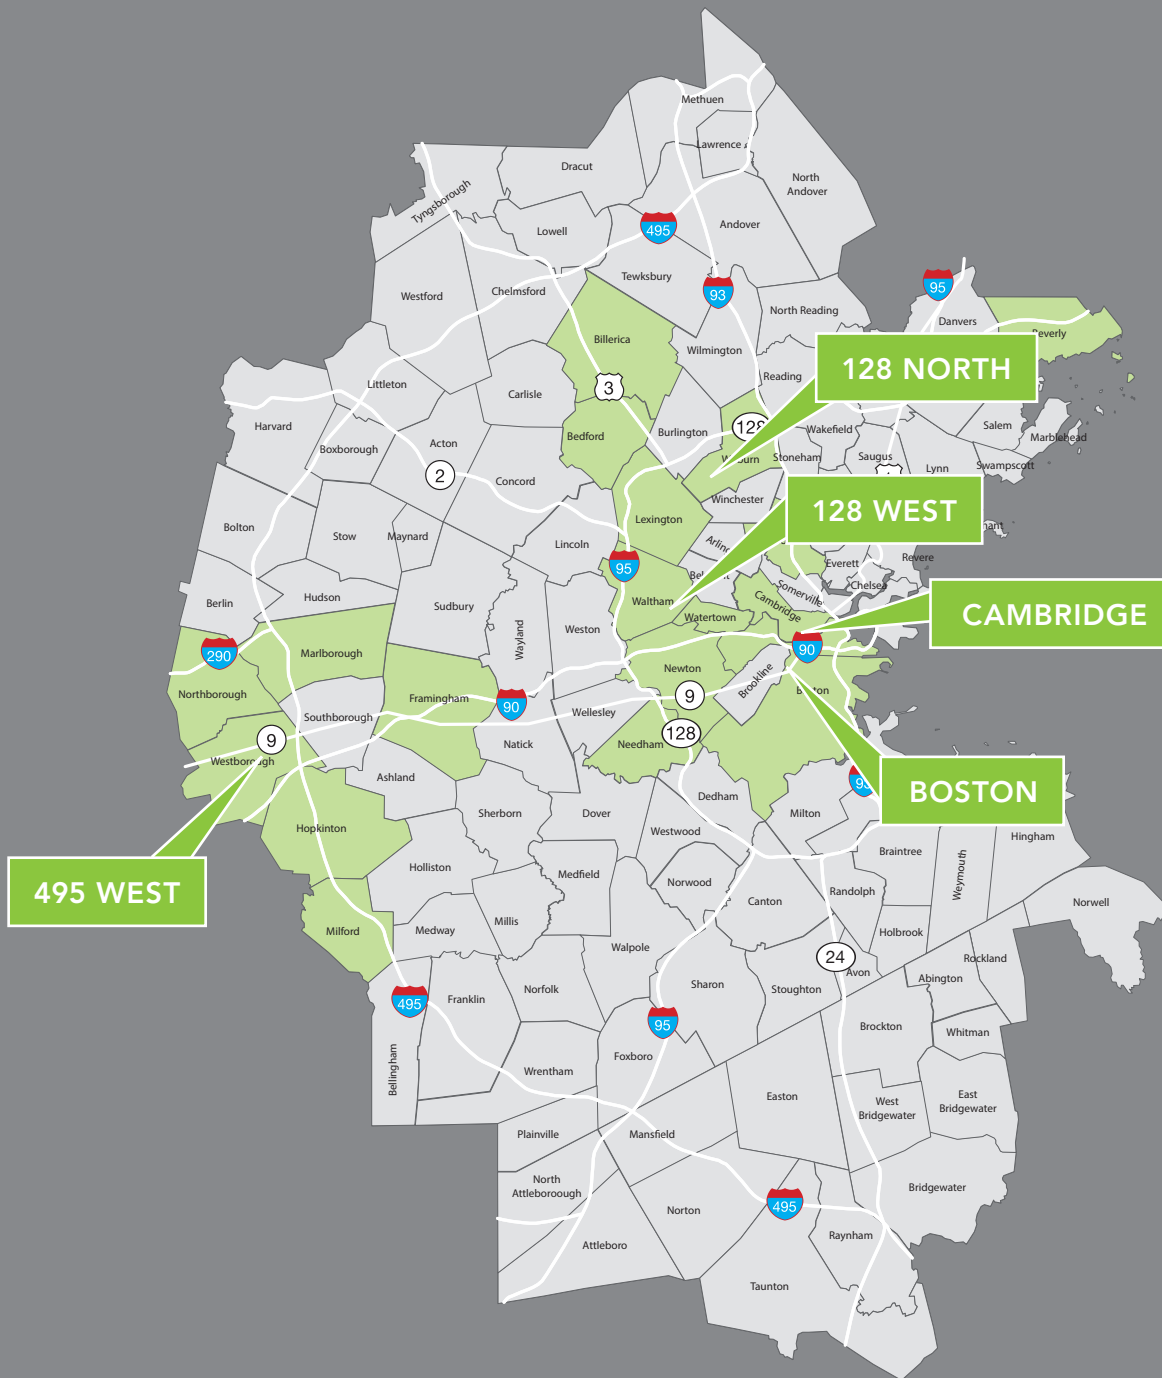 Methuen
Lawrence
Dracut
North
Andover
Tyngsborough
Andover
Lowell
495
Tewksbury
Chelmsford
Westford
93
95
North Reading
Danvers
Beverly
Billerica
Wilmington
128 NORTH
Reading
Littleton
3
Carlisle
Harvard
Salem
Marblehead
128
Wakefield
Burlington
Bedford
Acton
Boxborough
Stoneham
Saugus
Lynn
Swampscott
2
Concord
Winchester
128 WEST
Bolton
Stow
Maynard
Lexington
Lincoln
Everett
Revere
95
Chelsea
Berlin
Hudson
Sudbury
Waltham
Somerville
Cambridge
CAMBRIDGE
Watertown
Weston
Wayland
290
Marlborough
90
Newton
Brookline
Northborough
Framingham
90
9
Southborough
Wellesley
128
Needham
Natick
9
Westborough
Ashland
BOSTON
Dedham
Milton
Sherborn
Dover
Westwood
Hopkinton
Hingham
Braintree
Weymouth
Holliston
Medfield
Norwood
Randolph
Canton
Norwell
495 WEST
Millis
Medway
Milford
Holbrook
Walpole
24
Avon
Rockland
Abington
Sharon
Stoughton
Norfolk
Franklin
495
95
Brockton
Whitman
Foxboro
Bellingham
Wrentham
Easton
West
Bridgewater
East
Bridgewater
Plainville
Mansfield
North
Attleborough
Bridgewater
495
Norton
Raynham
Attleboro
Taunton